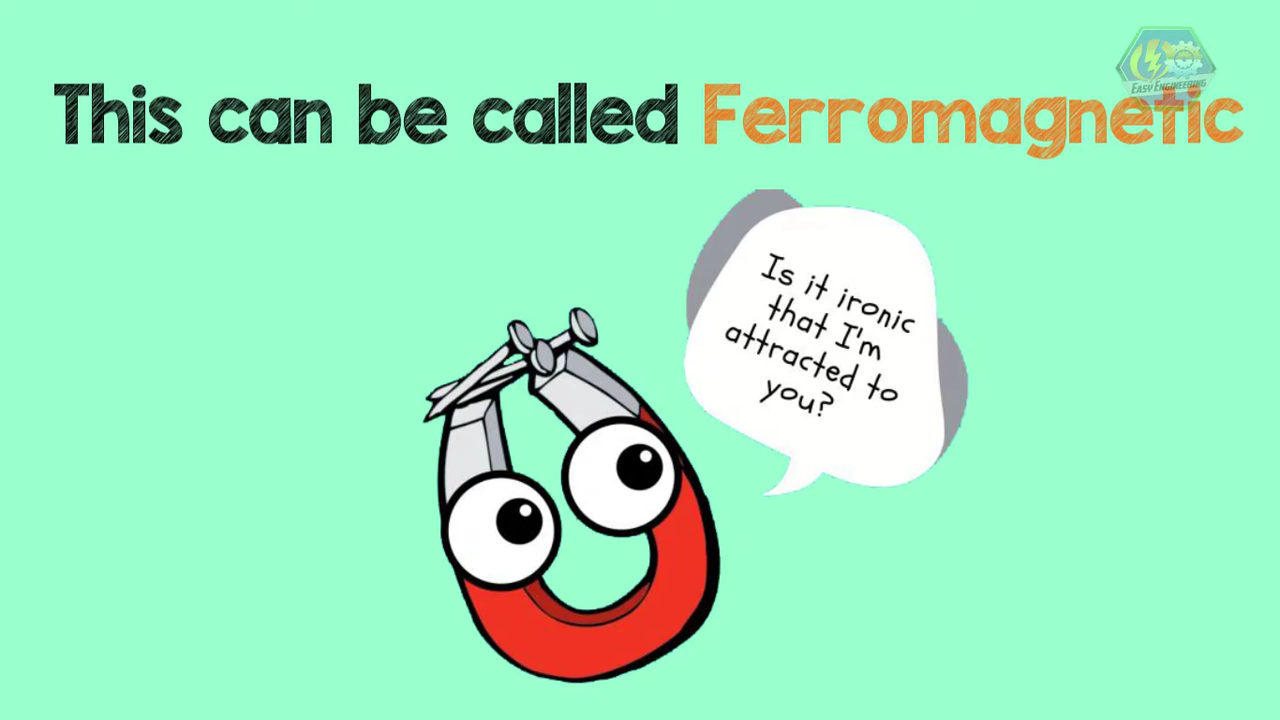 EASY ENGINEERING
This can be called Ferromagnetic
Is it ironic
that I'm
attracted to
you?